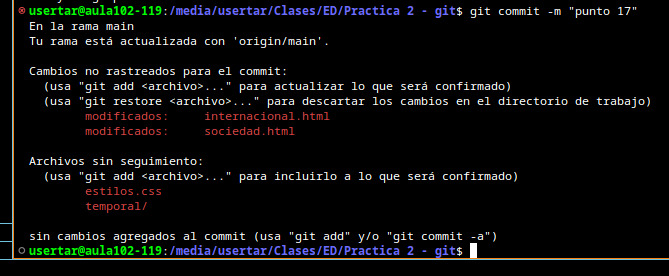 usertar@aula102-119:/media/usertar/Clases/ED/Practica 2 - git$ git commit -m "punto 17"
En la rama main
Tu rama está actualizada con 'origin/main'.
Cambios no rastreados para el commit:
(usa "git add <archivo>..." para actualizar lo que será confirmado)
(usa "git restore <archivo>..." para descartar los cambios en el directorio de trabajo)
modificados:     internacional.html
modificados:     sociedad.html
Archivos sin seguimiento:
(usa "git add <archivo>..." para incluirlo a lo que será confirmado)
estilos.css
temporal/
sin cambios agregados al commit (usa "git add" y/o "git commit -a")
usertar@aula102-119:/media/usertar/Clases/ED/Practica 2 - git$